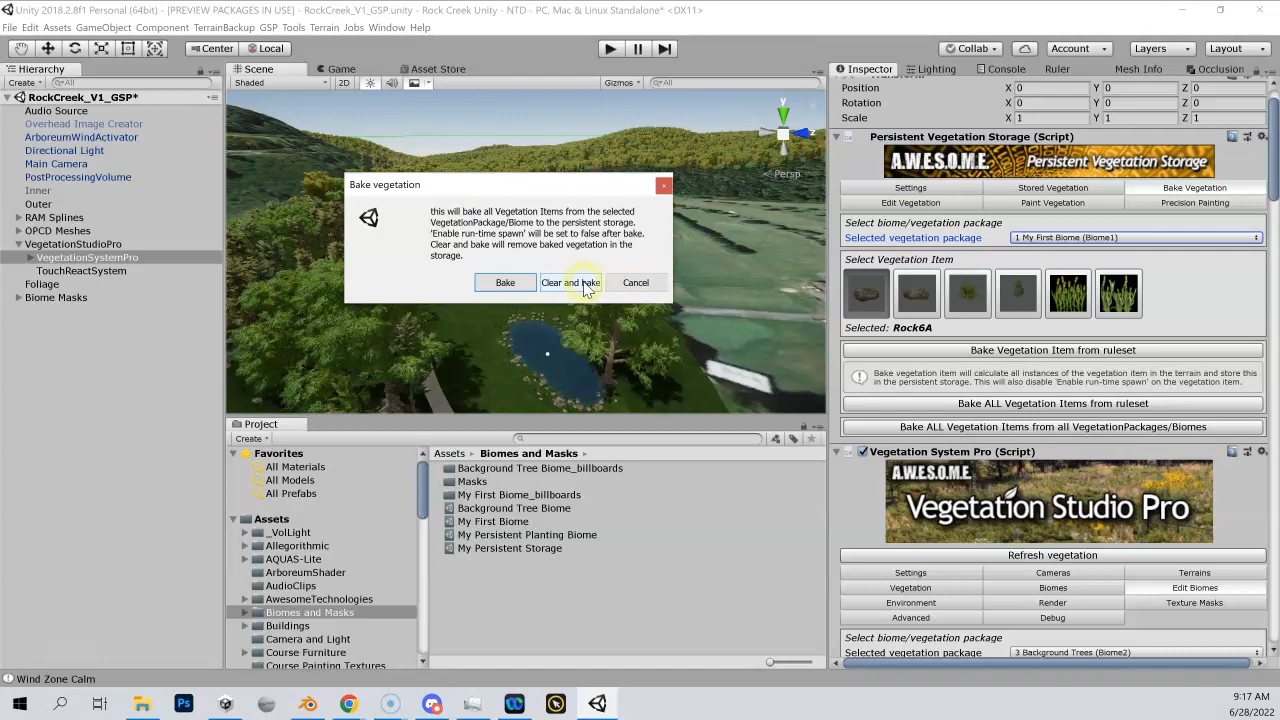 Unity 2018.2.8f1 Personal (64bit) - [PREVIEW PACKAGES IN USE] - RockCreek_V1_GSP.unity - Rock Creek Unity - NTD - PC, Mac & Linux Standalone* <DX11>
File Edit Assets GameObject Component TerrainBackup GSP Tools Terrain Jobs Window Help
Center Local Collab Account Layers Layout
Hierarchy Scene Game Asset Store Inspector Lighting Console Ruler Mesh Info Occlusion
Create All Shaded 2D Gizmos All
RockCreek_V1_GSP*
Audio Source
Overhead Image Creator
ArboreumWindActivator
Directional Light
Main Camera
PostProcessingVolume
Inner
Outer
RAM Splines
OPCD Meshes
VegetationStudioPro
VegetationSystemPro
TouchReactSystem
Foliage
Biome Masks
y
z
Persp
Bake vegetation
this will bake all Vegetation Items from the selected
VegetationPackage/Biome to the persistent storage.
'Enable run-time spawn' will be set to false after bake.
Clear and bake will remove baked vegetation in the
storage.
Bake Clear and bake Cancel
Position X 0 Y 0 Z 0
Rotation X 0 Y 0 Z 0
Scale X 1 Y 1 Z 1
Persistent Vegetation Storage (Script)
A.W.E.S.O.M.E. Persistent Vegetation Storage
Settings Stored Vegetation Bake Vegetation
Edit Vegetation Paint Vegetation Precision Painting
Select biome/vegetation package
Selected vegetation package 1 My First Biome (Biome1)
Select Vegetation Item
Selected: Rock6A
Bake Vegetation Item from ruleset
Bake vegetation item will calculate all instances of the vegetation item in the terrain and store this
in the persistent storage. This will also disable 'Enable run-time spawn' on the vegetation item.
Bake ALL Vegetation Items from ruleset
Bake ALL Vegetation Items from all VegetationPackages/Biomes
Vegetation System Pro (Script)
A.W.E.S.O.M.E.
Vegetation Studio Pro
Refresh vegetation
Settings Cameras Terrains
Vegetation Biomes Edit Biomes
Environment Render Texture Masks
Advanced Debug
Select biome/vegetation package
Selected vegetation package 3 Background Trees (Biome2)
Project
Create
Favorites
All Materials
All Models
All Prefabs
Assets
_VolLight
Allegorithmic
AQUAS-Lite
ArboreumShader
AudioClips
AwesomeTechnologies
Biomes and Masks
Buildings
Camera and Light
Course Furniture
Course Painting Textures
Assets Biomes and Masks
Background Tree Biome_billboards
Masks
My First Biome_billboards
Background Tree Biome
My First Biome
My Persistent Planting Biome
My Persistent Storage
Wind Zone Calm
Ps
9:17 AM
6/28/2022